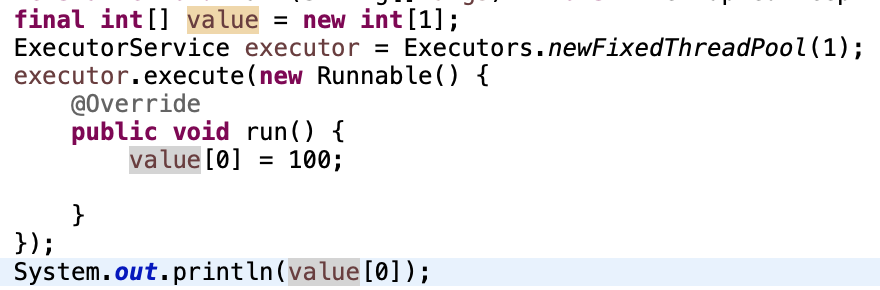 final int[] value = new int[1];
ExecutorService executor = Executors.newFixedThreadPool(1);
executor.execute(new Runnable() {
@Override
public void run() {
value[0] = 100;
}
});
System.out.println(value[0]);